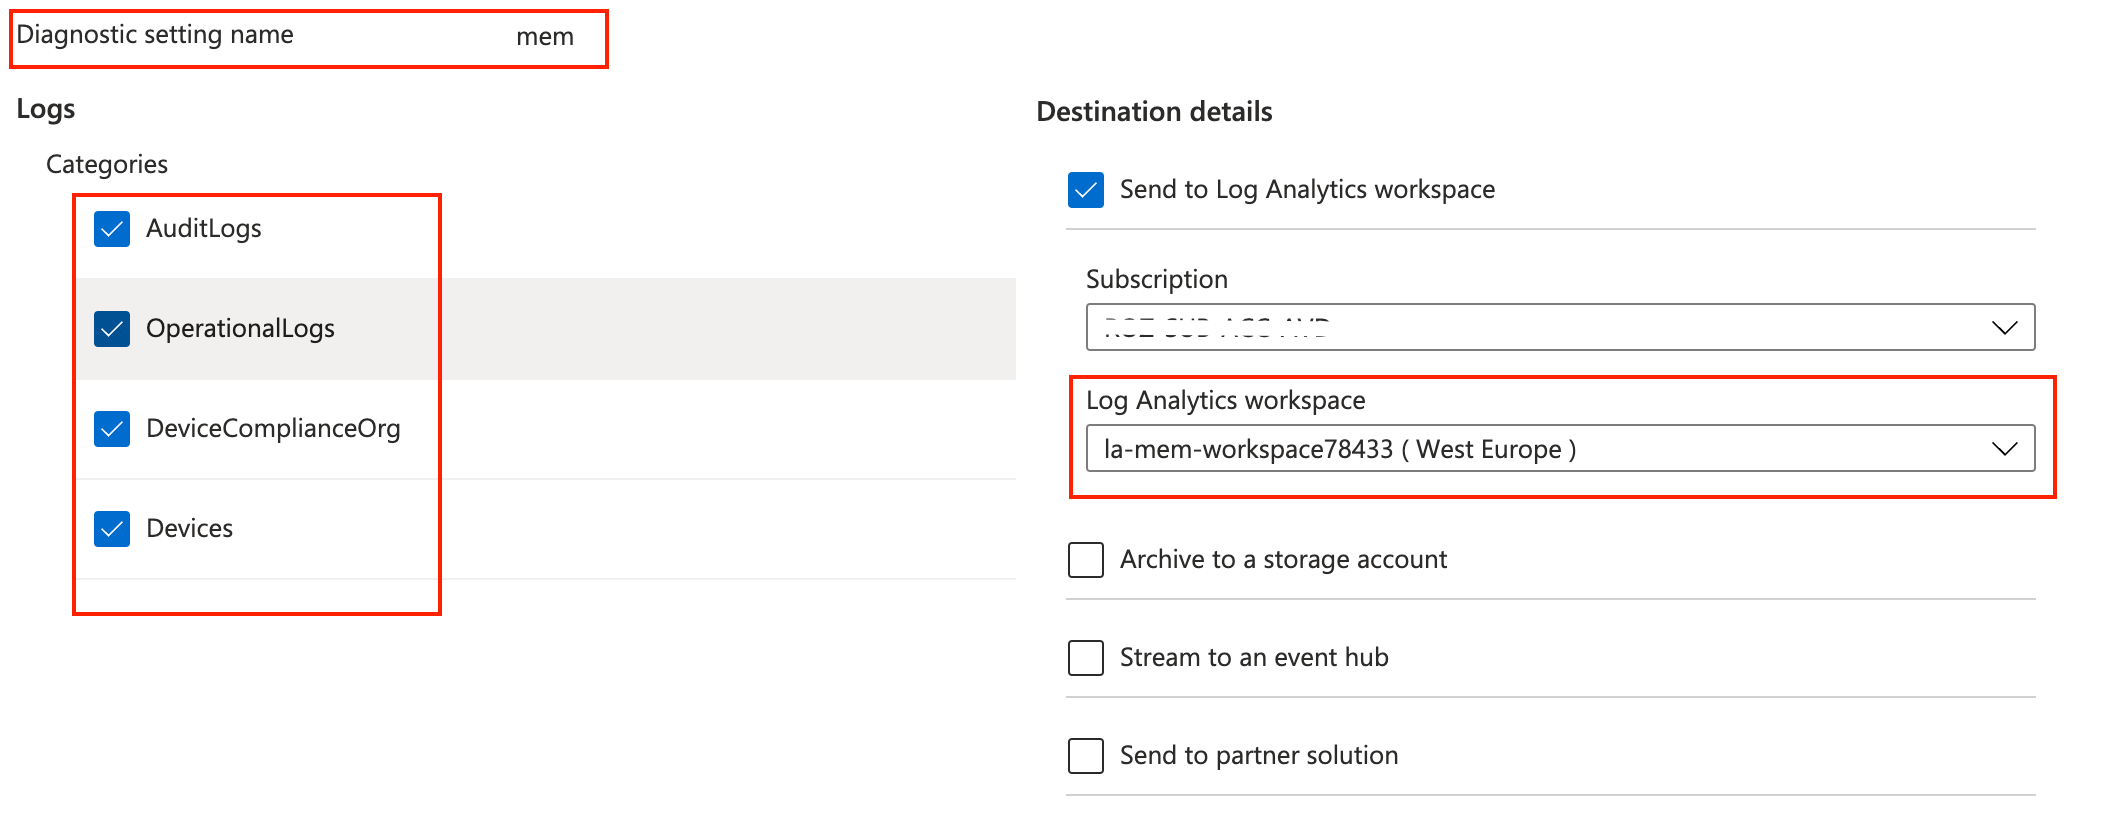 Diagnostic setting name mem
Logs
Categories
AuditLogs
OperationalLogs
DeviceComplianceOrg
Devices
Destination details
Send to Log Analytics workspace
Subscription
Log Analytics workspace
la-mem-workspace78433 ( West Europe )
Archive to a storage account
Stream to an event hub
Send to partner solution